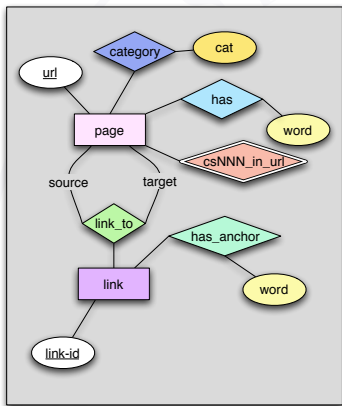 category
cat
url
has
page
word
csNNN_in_url
source
target
link_to
has_anchor
link
word
link-id